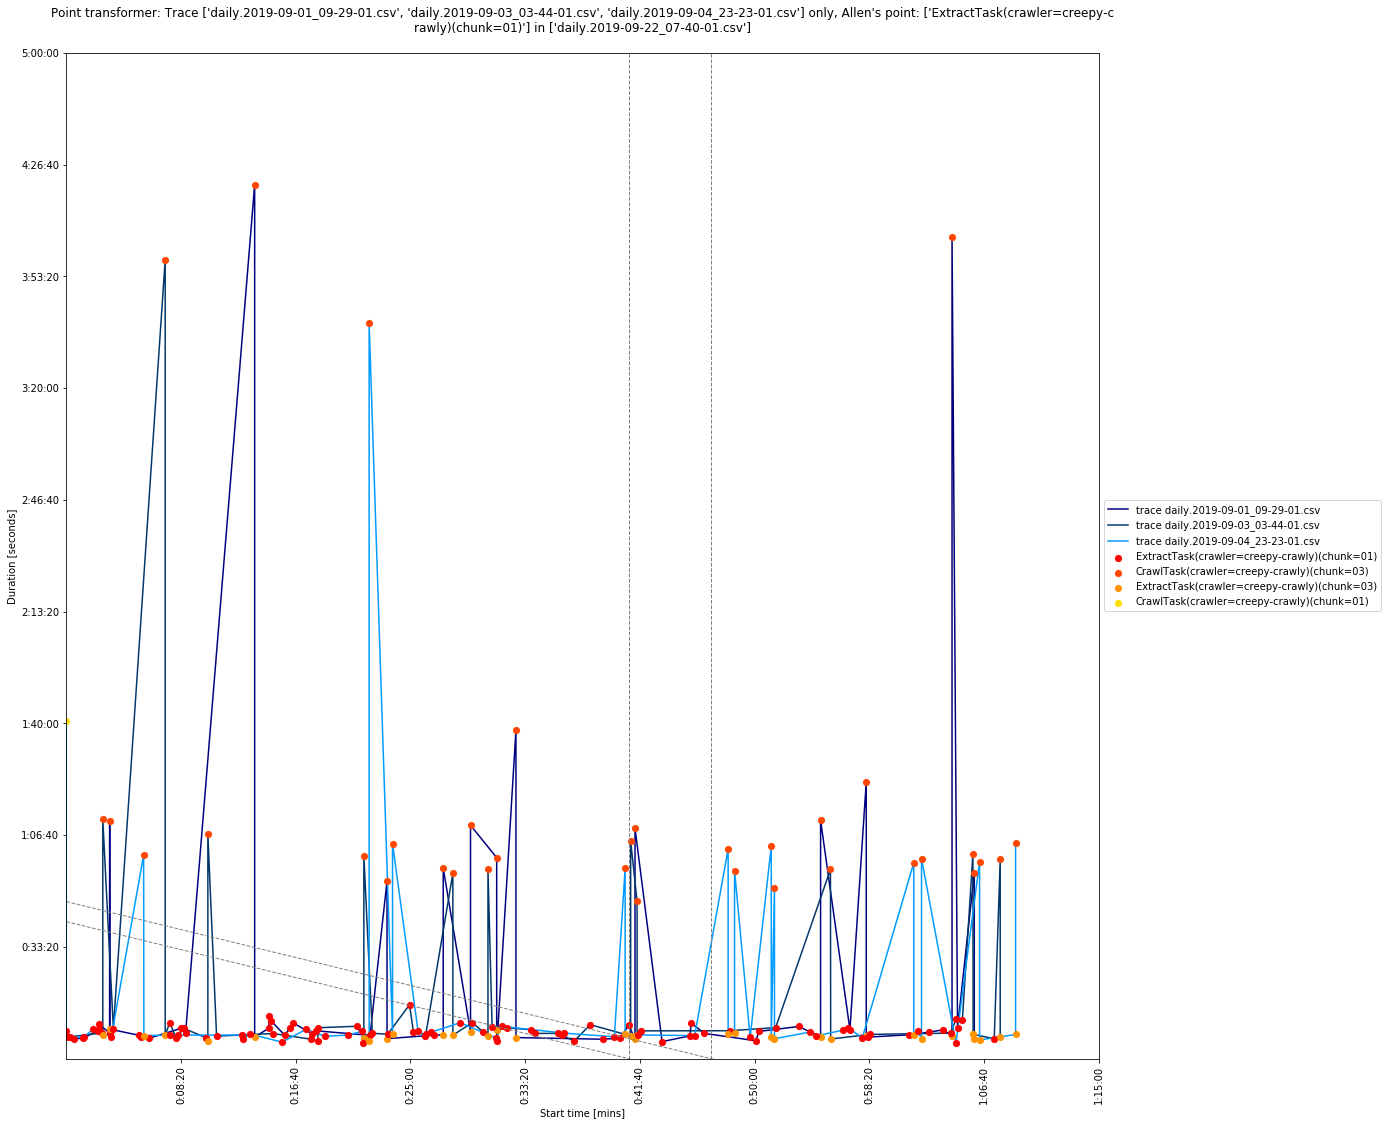 Point transformer: Trace ['daily.2019-09-01_09-29-01.csv', 'daily.2019-09-03_03-44-01.csv', 'daily.2019-09-04_23-23-01.csv'] only, Allen's point: ['ExtractTask(crawler=creepy-c
rawly)(chunk=01)'] in ['daily.2019-09-22_07-40-01.csv']
5:00:00
4:26:40
3:53:20
3:20:00
2:46:40
2:13:20
1:40:00
1:06:40
0:33:20
Duration [seconds]
0:08:20
0:16:40
0:25:00
0:33:20
0:41:40
0:50:00
0:58:20
1:06:40
1:15:00
Start time [mins]
trace daily.2019-09-01_09-29-01.csv
trace daily.2019-09-03_03-44-01.csv
trace daily.2019-09-04_23-23-01.csv
ExtractTask(crawler=creepy-crawly)(chunk=01)
CrawlTask(crawler=creepy-crawly)(chunk=03)
ExtractTask(crawler=creepy-crawly)(chunk=03)
CrawlTask(crawler=creepy-crawly)(chunk=01)